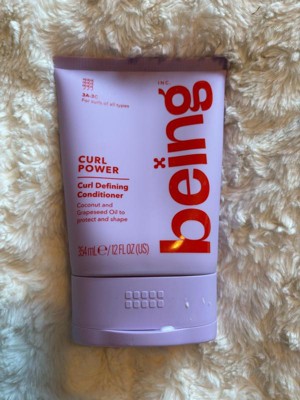 3A-8C
For curls of all types
being
INC.
CURL
POWER
Curl Defining
Conditioner
Coconut and
Grapeseed Oil to
protect and shape
354 mL e / 12 FL OZ (US)